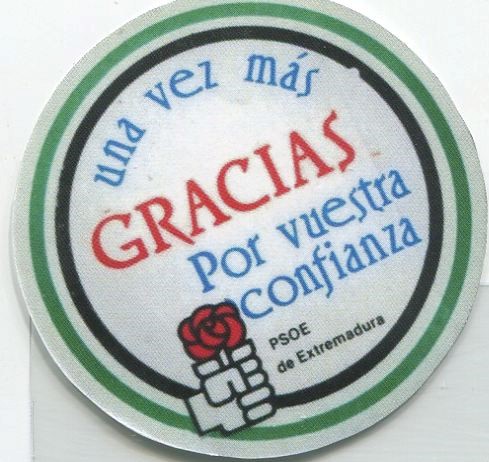 una vez más
GRACIAS
Por vuestra
confianza
PSOE
de Extremadura